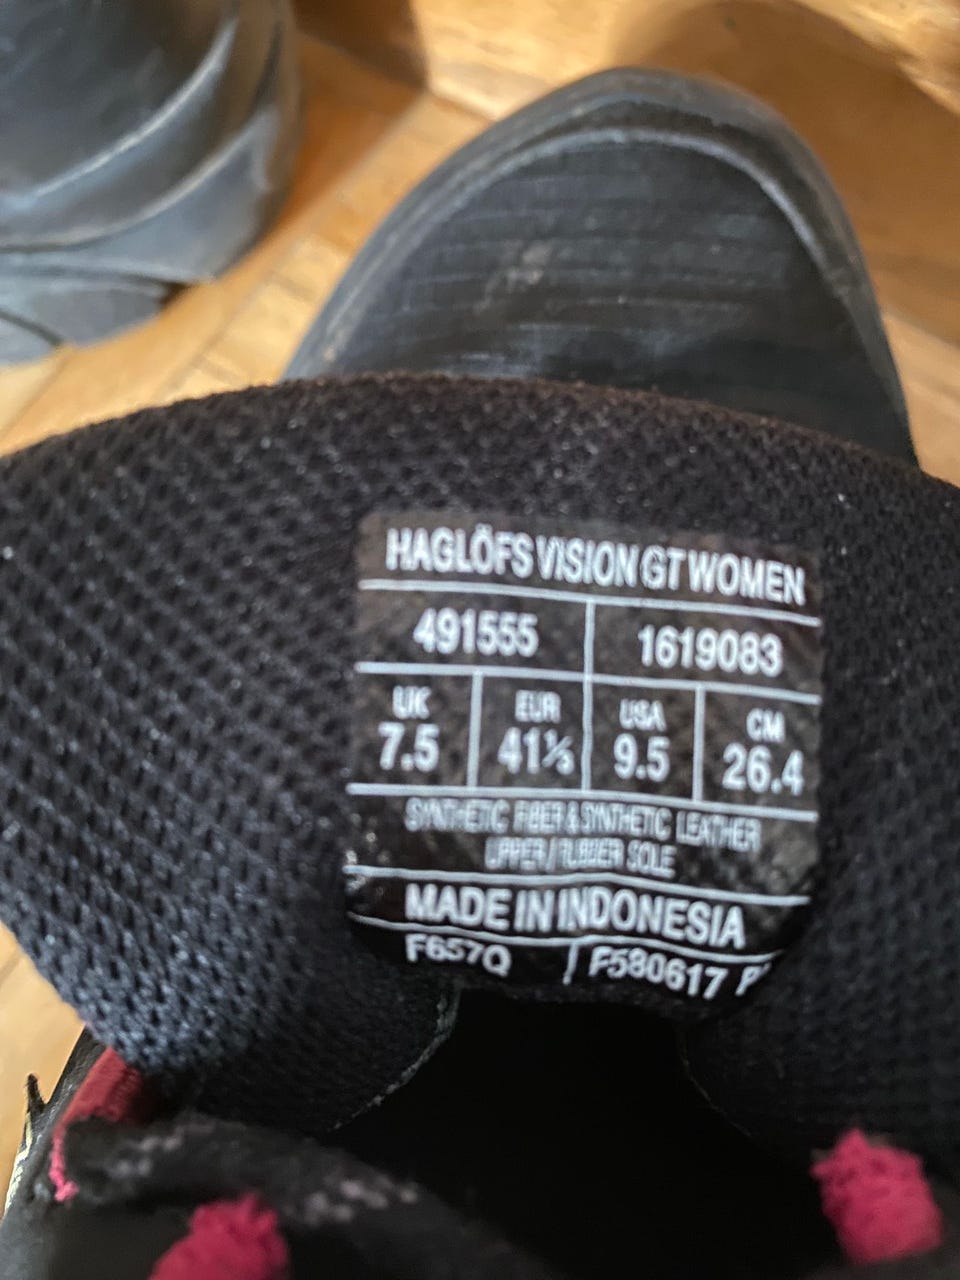 HAGLÖFS VISION GT WOMEN
491555 1619083
UK EUR USA CM
7.5 41⅓ 9.5 26.4
SYNTHETIC FIBER & SYNTHETIC LEATHER
UPPER / RUBBER SOLE
MADE IN INDONESIA
F657Q F580617